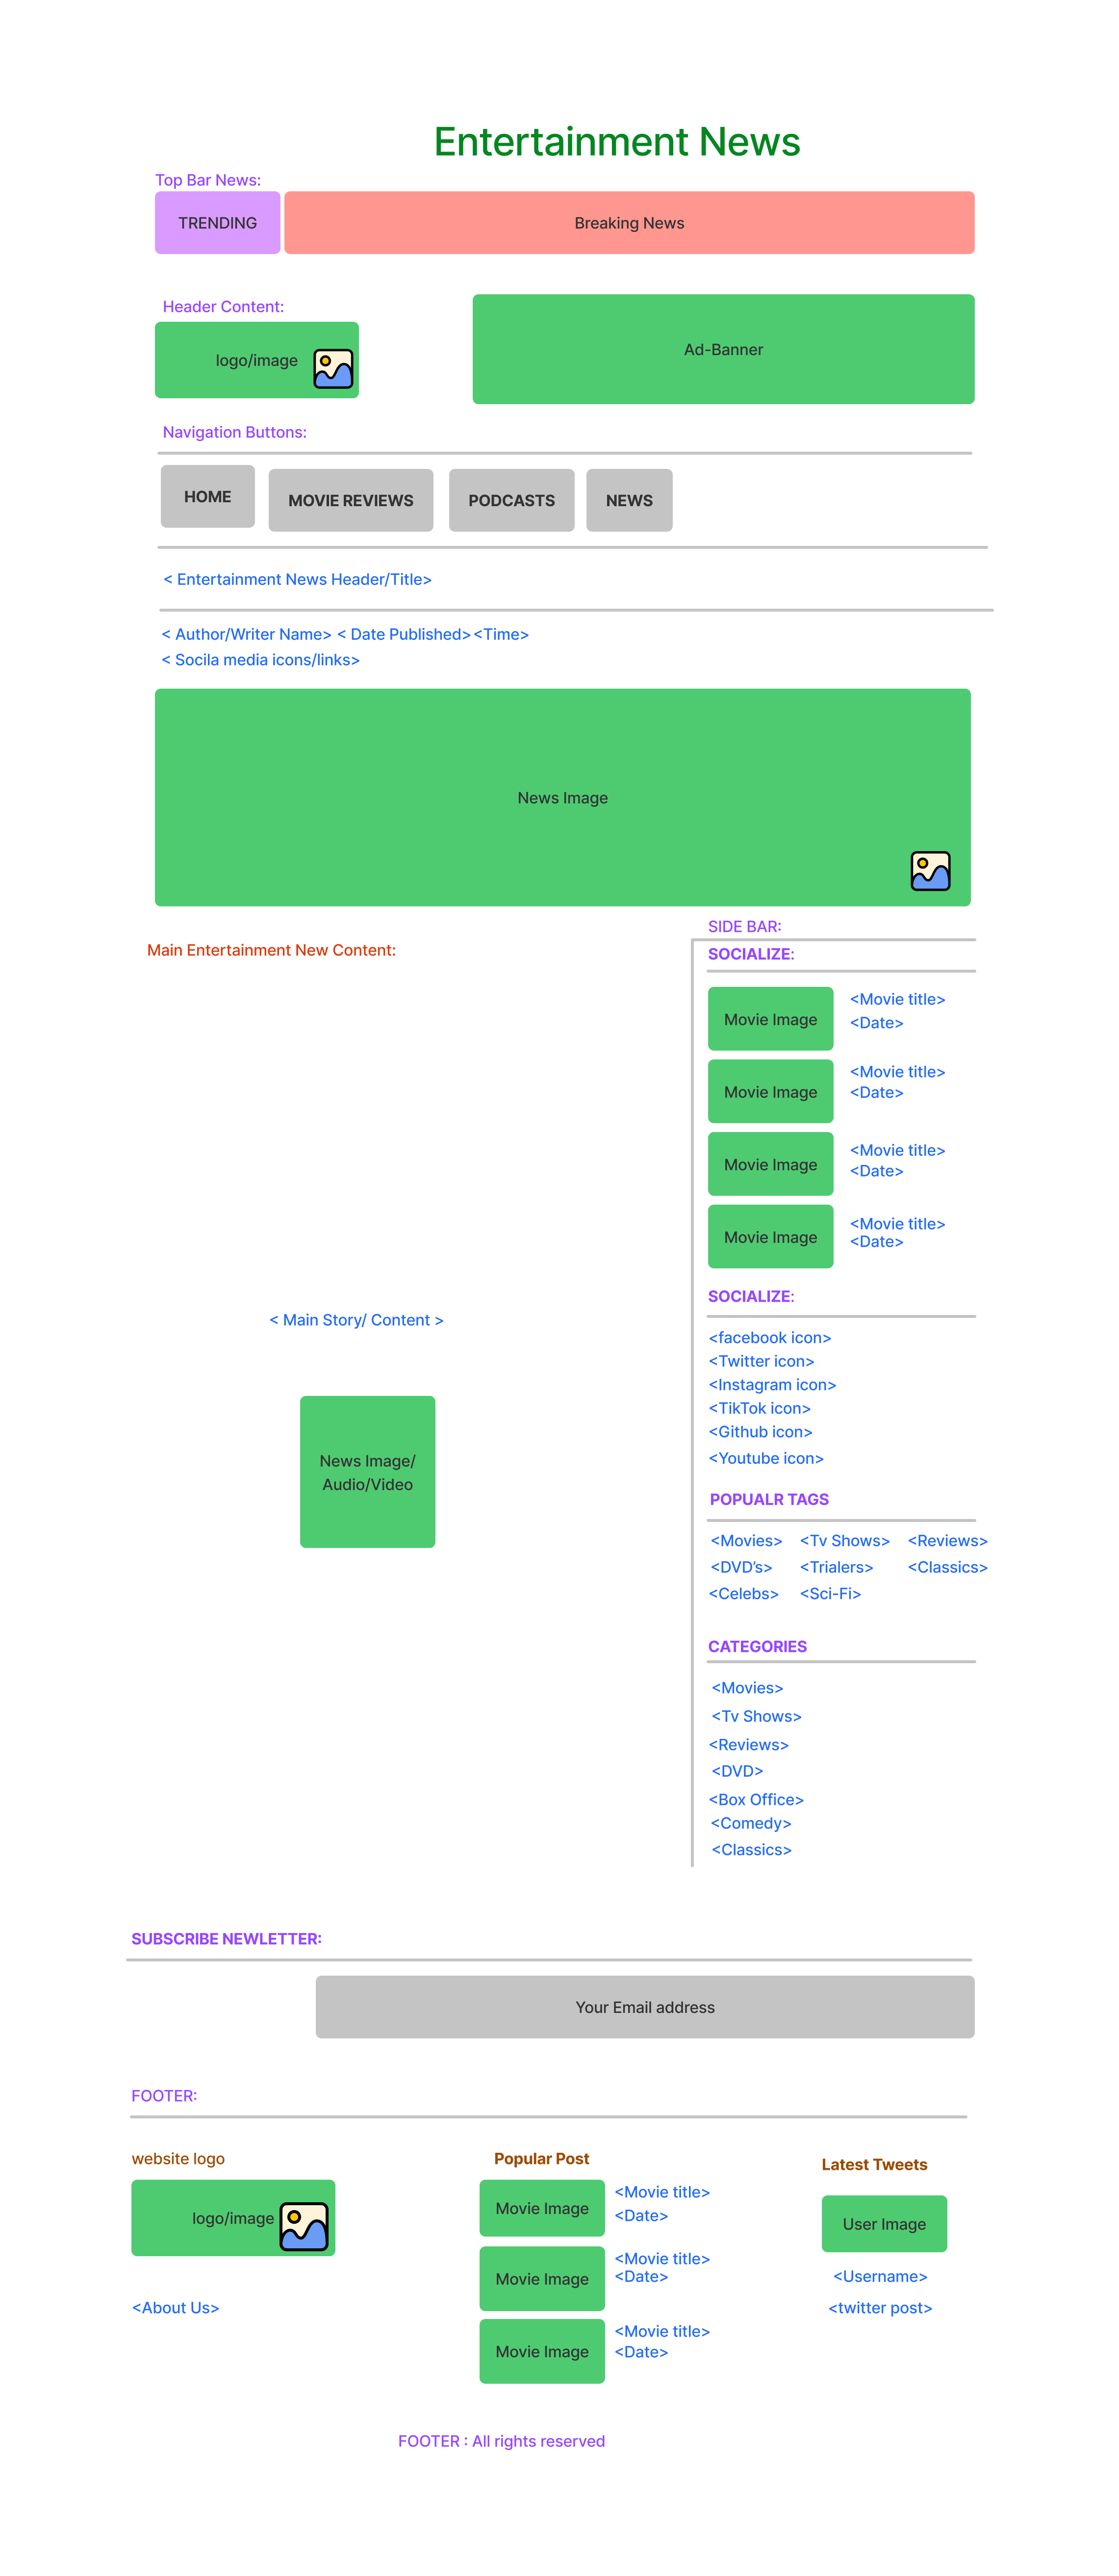 Entertainment News
Top Bar News:
TRENDING
Breaking News
Header Content:
logo/image
Ad-Banner
Navigation Buttons:
HOME
MOVIE REVIEWS
PODCASTS
NEWS
< Entertainment News Header/Title>
< Author/Writer Name> < Date Published> <Time>
< Socila media icons/links>
News Image
Main Entertainment New Content:
< Main Story/ Content >
News Image/
Audio/Video
SIDE BAR:
SOCIALIZE:
Movie Image
<Movie title>
<Date>
Movie Image
<Movie title>
<Date>
Movie Image
<Movie title>
<Date>
Movie Image
<Movie title>
<Date>
SOCIALIZE:
<facebook icon>
<Twitter icon>
<Instagram icon>
<TikTok icon>
<Github icon>
<Youtube icon>
POPUALR TAGS
<Movies> <Tv Shows> <Reviews>
<DVD’s> <Trialers> <Classics>
<Celebs> <Sci-Fi>
CATEGORIES
<Movies>
<Tv Shows>
<Reviews>
<DVD>
<Box Office>
<Comedy>
<Classics>
SUBSCRIBE NEWLETTER:
Your Email address
FOOTER:
website logo
logo/image
<About Us>
Popular Post
Movie Image
<Movie title>
<Date>
Movie Image
<Movie title>
<Date>
Movie Image
<Movie title>
<Date>
Latest Tweets
User Image
<Username>
<twitter post>
FOOTER : All rights reserved